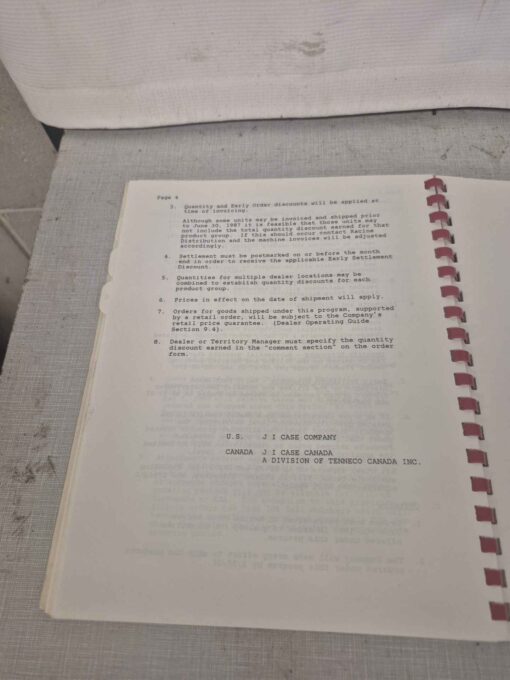 Page 4
3. Quantity and Early Order discounts will be applied at
time of invoicing.
Although some units may be invoiced and shipped prior
to June 30, 1987 it is feasible that those units may
not include the total quantity discount earned for that
product group. If this should occur contact Racine
Distribution and the machine invoices will be adjusted
accordingly.
4. Settlement must be postmarked on or before the month
end in order to receive the applicable Early Settlement
Discount.
5. Quantities for multiple dealer locations may be
combined to establish quantity discounts for each
product group.
6. Prices in effect on the date of shipment will apply.
7. Orders for goods shipped under this program, supported
by a retail order, will be subject to the Company's
retail price guarantee. (Dealer Operating Guide
Section 9.4).
8. Dealer or Territory Manager must specify the quantity
discount earned in the "comment section" on the order
form.
U.S. J I CASE COMPANY
CANADA J I CASE CANADA
A DIVISION OF TENNECO CANADA INC.